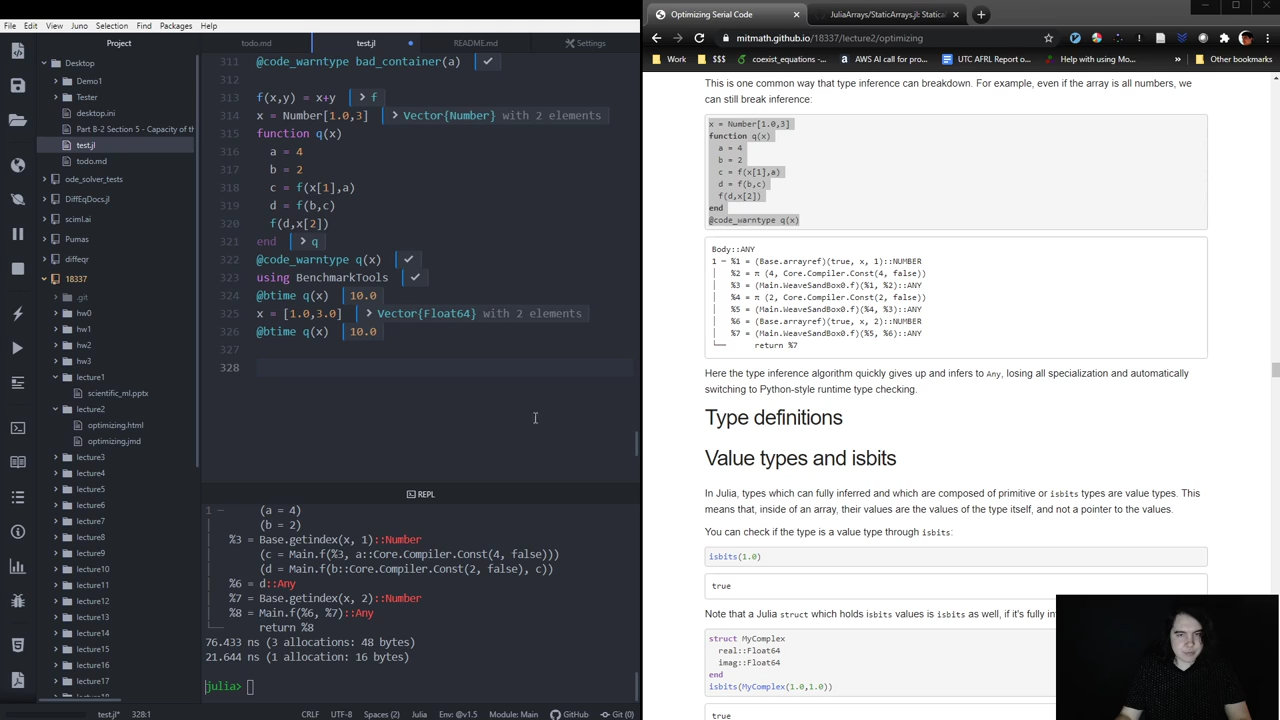 File Edit View Juno Selection Find Packages Help
Project
Desktop
Demo1
Tester
desktop.ini
Part B-2 Section 5 - Capacity of th
test.jl
todo.md
ode_solver_tests
DiffEqDocs.jl
sciml.ai
Pumas
diffeqr
18337
.git
hw0
hw1
hw2
hw3
lecture1
scientific_ml.pptx
lecture2
optimizing.html
optimizing.jmd
lecture3
lecture4
lecture5
lecture6
lecture7
lecture8
lecture9
lecture10
lecture11
lecture12
lecture13
lecture14
lecture15
lecture16
lecture17
todo.md test.jl README.md Settings
311 @code_warntype bad_container(a) ✓
312
313 f(x,y) = x+y > f
314 x = Number[1.0,3] > Vector{Number} with 2 elements
315 function q(x)
316 a = 4
317 b = 2
318 c = f(x[1],a)
319 d = f(b,c)
320 f(d,x[2])
321 end > q
322 @code_warntype q(x) ✓
323 using BenchmarkTools ✓
324 @btime q(x) 10.0
325 x = [1.0,3.0] > Vector{Float64} with 2 elements
326 @btime q(x) 10.0
327
328
REPL
1 ─ (a = 4)
│ (b = 2)
│ %3 = Base.getindex(x, 1)::Number
│ (c = Main.f(%3, a::Core.Compiler.Const(4, false)))
│ (d = Main.f(b::Core.Compiler.Const(2, false), c))
│ %6 = d::Any
│ %7 = Base.getindex(x, 2)::Number
│ %8 = Main.f(%6, %7)::Any
└── return %8
76.433 ns (3 allocations: 48 bytes)
21.644 ns (1 allocation: 16 bytes)
julia>
test.jl* 328:1 CRLF UTF-8 Spaces (2) Julia Env: @v1.5 Module: Main GitHub Git (0)
Optimizing Serial Code JuliaArrays/StaticArrays.jl: Statical
mitmath.github.io/18337/lecture2/optimizing
Work $$$ coexist_equations - AWS AI call for pro... UTC AFRL Options -... Help with using Mo... Other bookmarks
This is one common way that type inference can breakdown. For example, even if the array is all numbers, we
can still break inference:
x = Number[1.0,3]
function q(x)
a = 4
b = 2
c = f(x[1],a)
d = f(b,c)
f(d,x[2])
end
@code_warntype q(x)
Body::ANY
1 ─ %1 = (Base.arrayref)(true, x, 1)::NUMBER
│ %2 = π (4, Core.Compiler.Const(4, false))
│ %3 = (Main.WeaveSandBox0.f)(%1, %2)::ANY
│ %4 = π (2, Core.Compiler.Const(2, false))
│ %5 = (Main.WeaveSandBox0.f)(%4, %3)::ANY
│ %6 = (Base.arrayref)(true, x, 2)::NUMBER
│ %7 = (Main.WeaveSandBox0.f)(%5, %6)::ANY
└── return %7
Here the type inference algorithm quickly gives up and infers to Any, losing all specialization and automatically
switching to Python-style runtime type checking.
Type definitions
Value types and isbits
In Julia, types which can fully inferred and which are composed of primitive or isbits types are value types. This
means that, inside of an array, their values are the values of the type itself, and not a pointer to the values.
You can check if the type is a value type through isbits:
isbits(1.0)
true
Note that a Julia struct which holds isbits values is isbits as well, if it's fully in
struct MyComplex
real::Float64
imag::Float64
end
isbits(MyComplex(1.0,1.0))
true